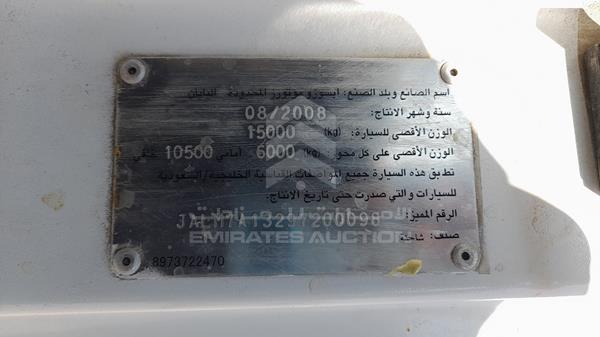 اسم الصانع وبلد الصنع: ايسوزو موتورز المحدودة اليابان
سنة وشهر الانتاج: 08/2008
الوزن الأقصى للسيارة: (kg) 15000
الوزن الأقصى على كل محور (kg) 6000 أمامي 10500 خلفي
تطبق هذه السيارة جميع المواصفات القياسية الخليجية/السعودية
للسيارات والتي صدرت حتى تاريخ الانتاج.
الرقم المميز:
صنف: شاحنة
EMIRATES AUCTION
8973722470